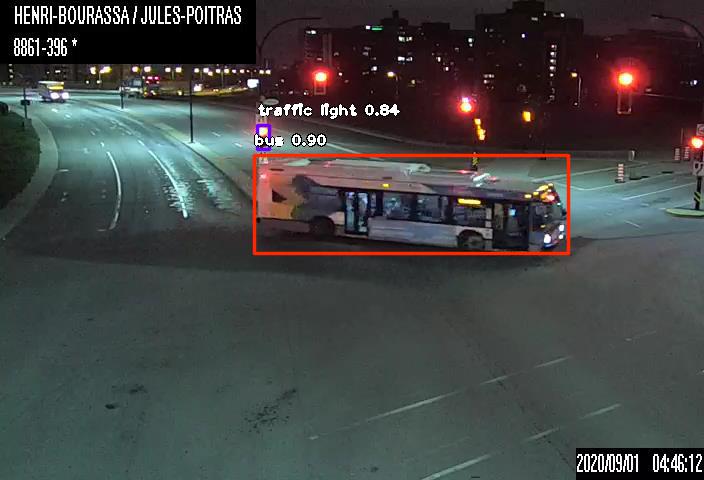 HENRI-BOURASSA / JULES-POITRAS
8861-396 *
traffic light 0.84
bus 0.90
2020/09/01 04:46:12